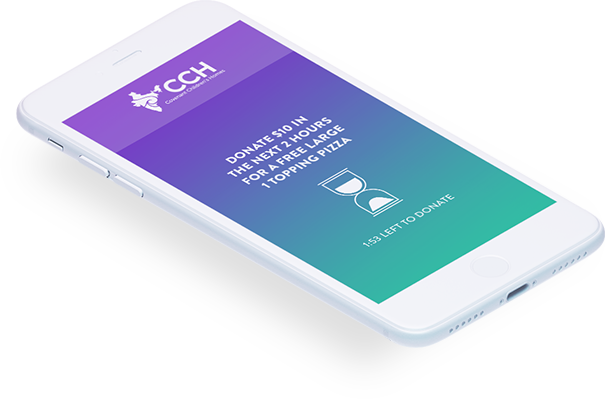 CCH
Covenant Children's Homes
DONATE $10 IN
THE NEXT 2 HOURS
FOR A FREE LARGE
1 TOPPING PIZZA
1:53 LEFT TO DONATE